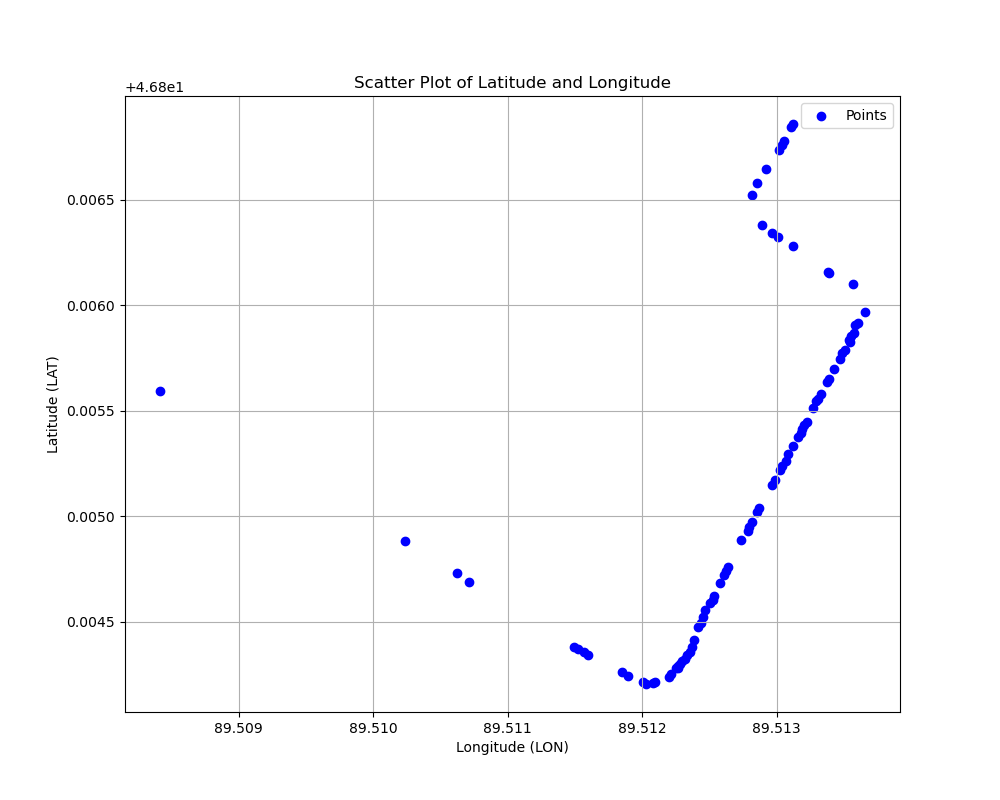 Scatter Plot of Latitude and Longitude
+4.68e1
Points
0.0065
0.0060
0.0055
0.0050
0.0045
Latitude (LAT)
89.509 89.510 89.511 89.512 89.513
Longitude (LON)